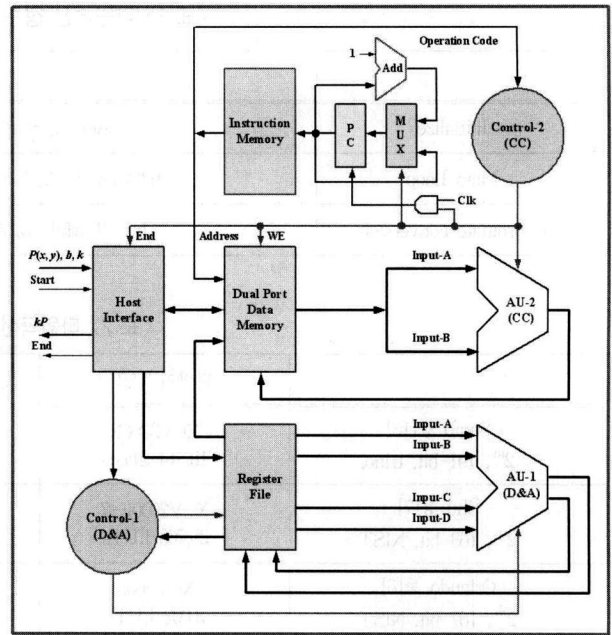 Operation Code
1
Add
Instruction
Memory
P
C
M
U
X
Control-2
(CC)
Clk
End
Address
WE
P(x, y), b, k
Start
Host
Interface
kP
End
Dual Port
Data
Memory
Input-A
Input-B
AU-2
(CC)
Input-A
Input-B
Register
File
Input-C
Input-D
AU-1
(D&A)
Control-1
(D&A)